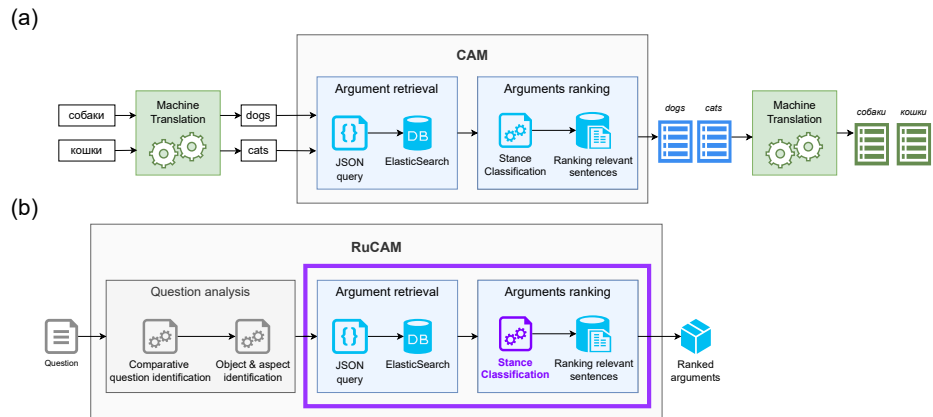 (a)
CAM
Argument retrieval
Arguments ranking
собаки
кошки
Machine
Translation
dogs
cats
{}
JSON
query
DB
ElasticSearch
Stance
Classification
Ranking relevant
sentences
dogs
cats
Machine
Translation
собаки
кошки
(b)
RuCAM
Question analysis
Argument retrieval
Arguments ranking
Question
Comparative
question identification
Object & aspect
identification
{}
JSON
query
DB
ElasticSearch
Stance
Classification
Ranking relevant
sentences
Ranked
arguments